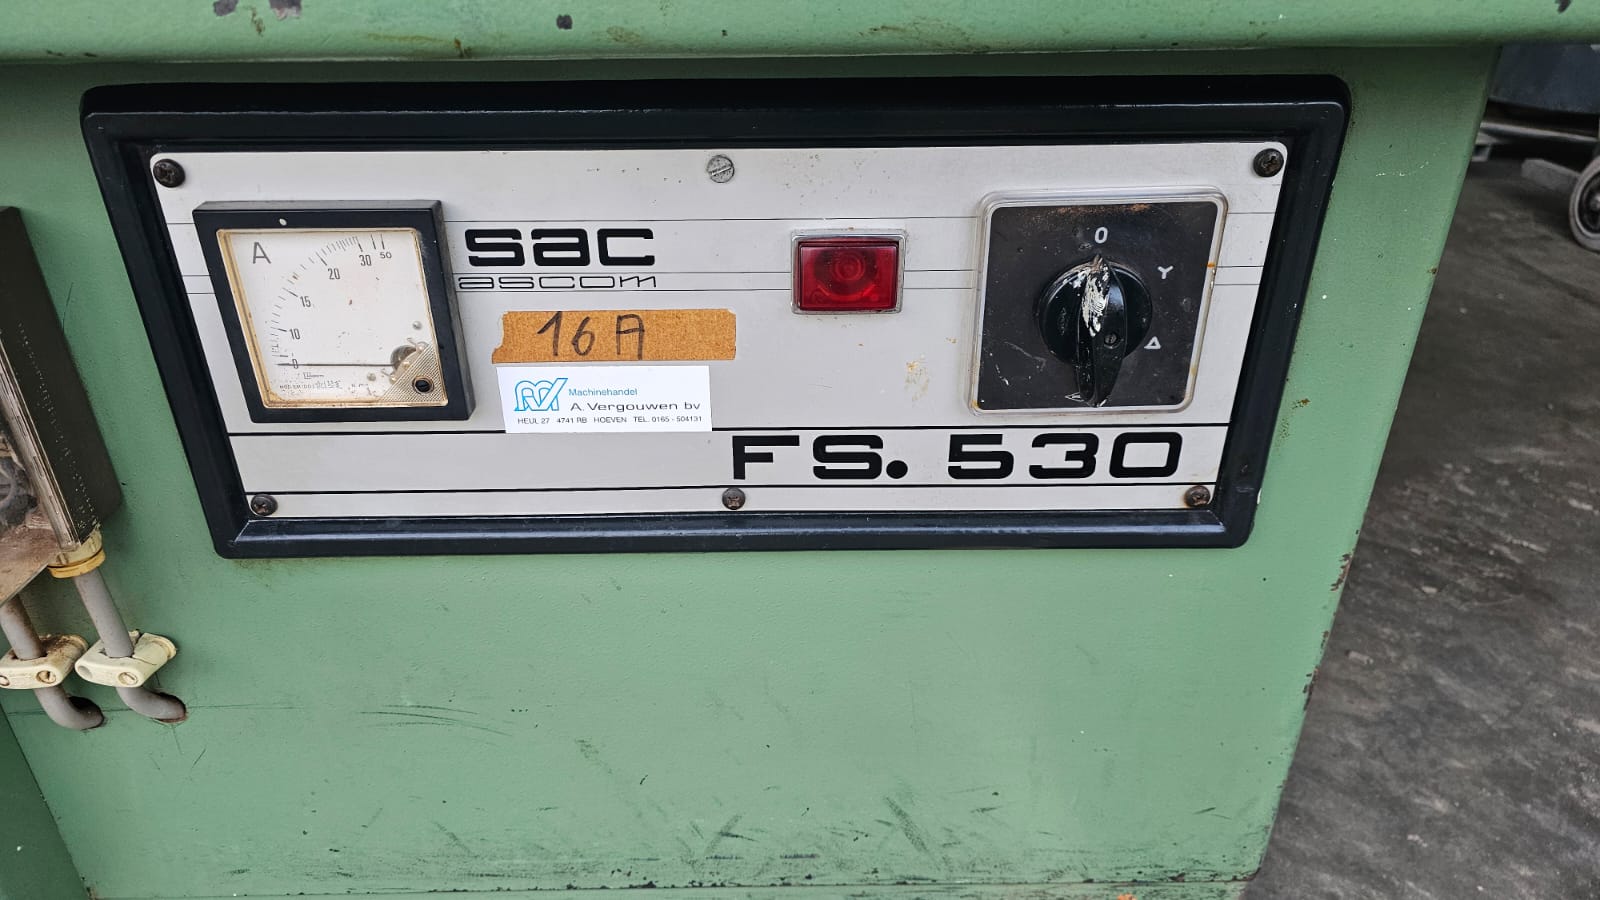 A
0
10
15
20
30
50
sac
ascom
16A
Machinehandel
A. Vergouwen bv
HEUL 27 4741 RB HOEVEN TEL. 0165 - 504131
0
Y
Δ
FS. 530